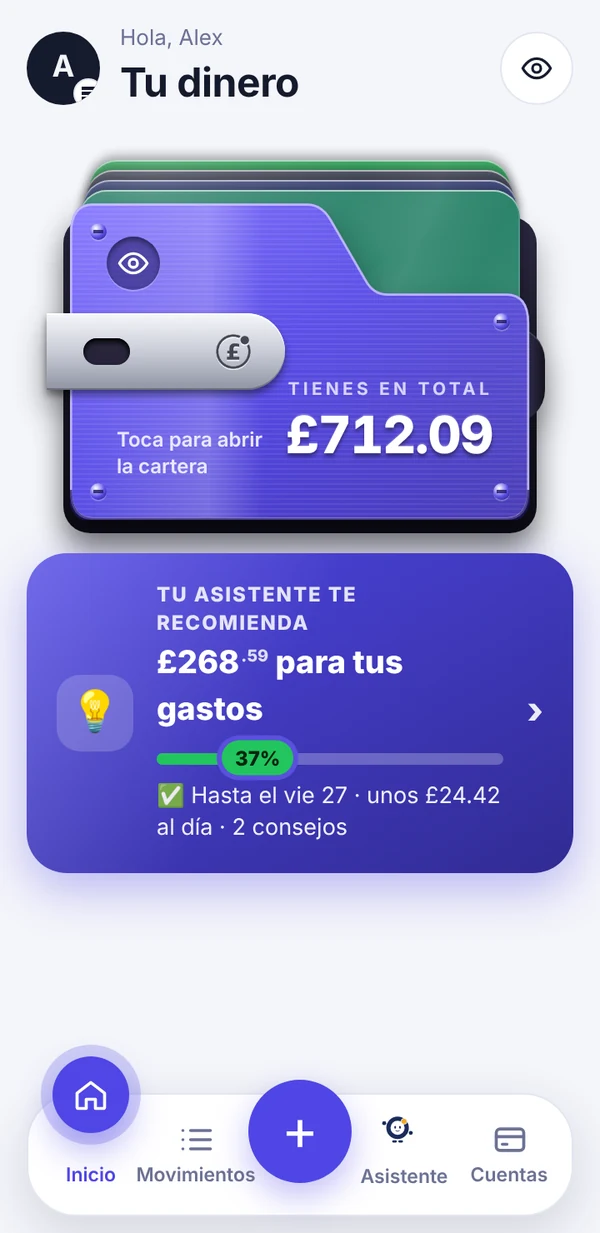 Hola, Alex
A
Tu dinero
£
TIENES EN TOTAL
£712.09
Toca para abrir
la cartera
TU ASISTENTE TE
RECOMIENDA
£268.59 para tus
gastos
37%
✅ Hasta el vie 27 · unos £24.42
al día · 2 consejos
Inicio
Movimientos
+
Asistente
Cuentas